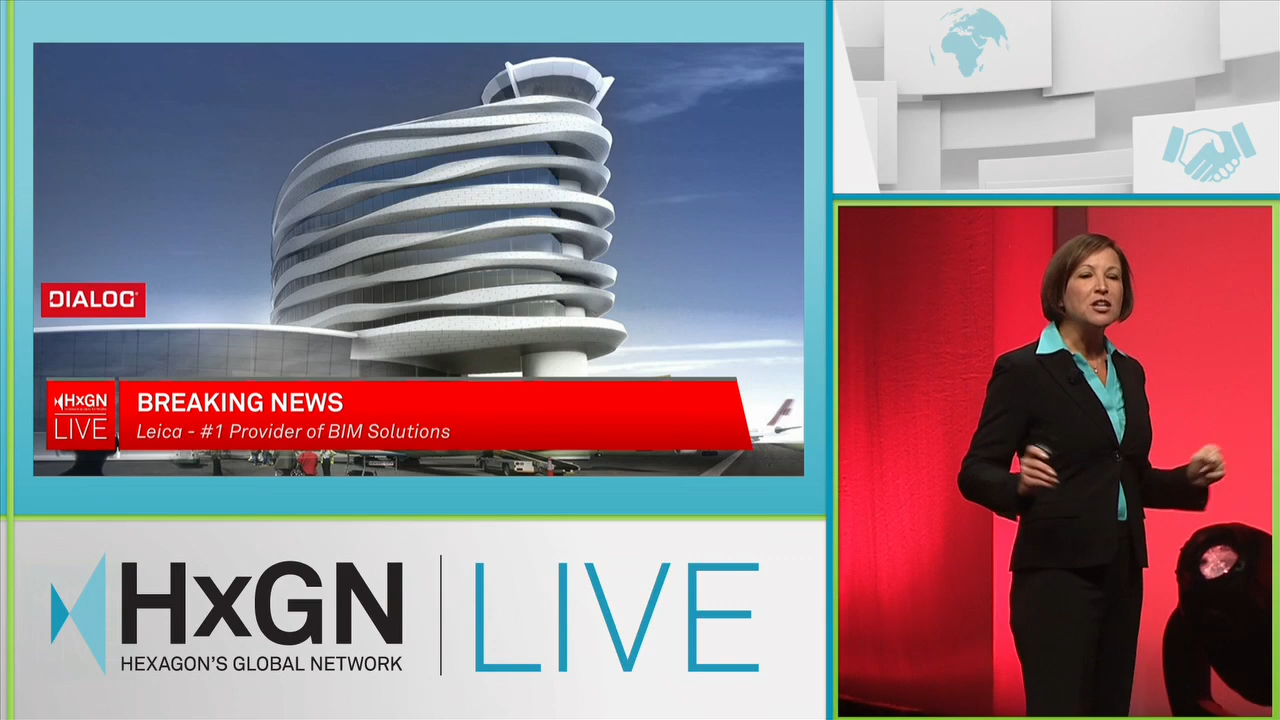 DIALOG
HxGN
LIVE
BREAKING NEWS
Leica - #1 Provider of BIM Solutions
HxGN LIVE
HEXAGON'S GLOBAL NETWORK